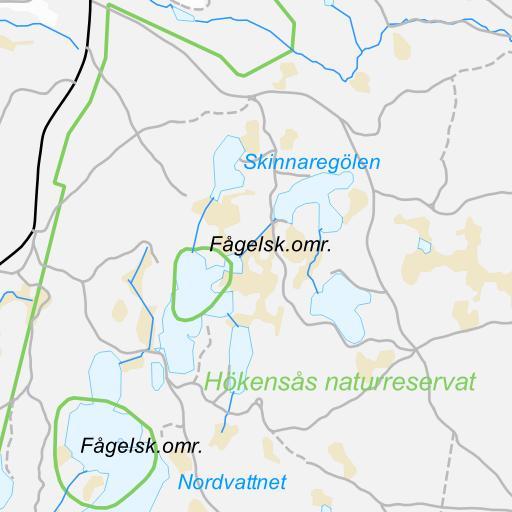 Skinnaregölen
Fågelsk.omr.
Hökensås naturreservat
Fågelsk.omr.
Nordvattnet